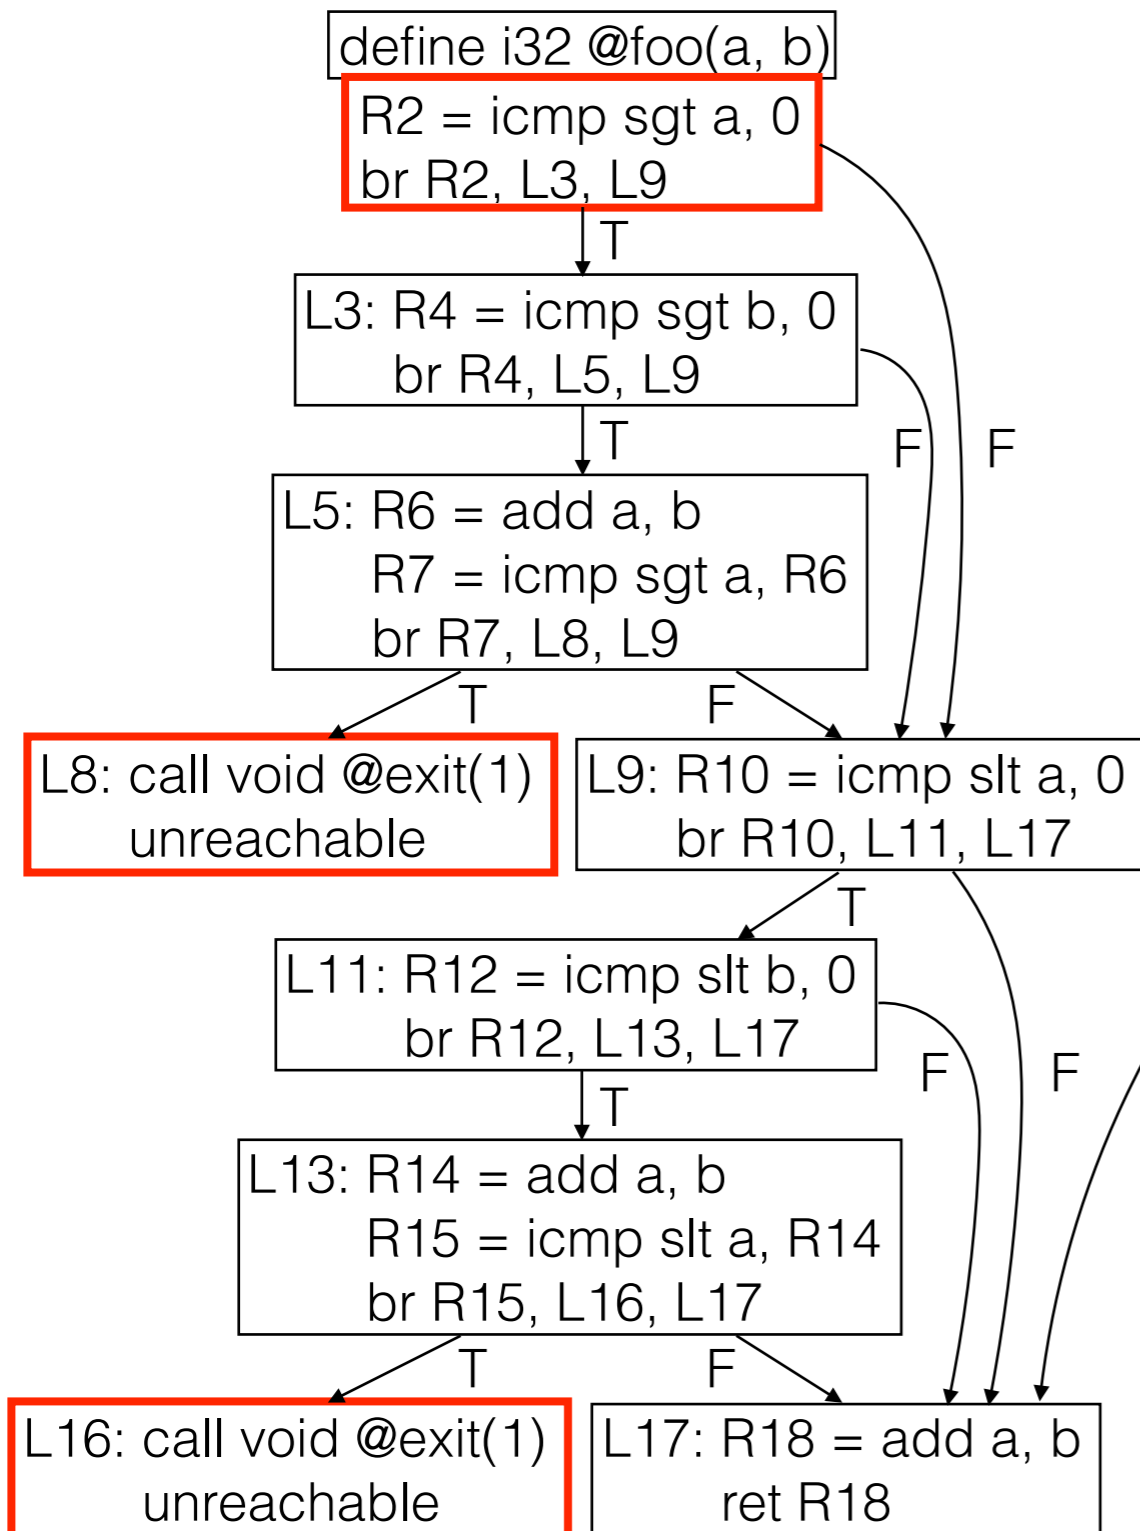 define i32 @foo(a, b)
R2 = icmp sgt a, 0
br R2, L3, L9
T
L3: R4 = icmp sgt b, 0
br R4, L5, L9
T
F
F
L5: R6 = add a, b
R7 = icmp sgt a, R6
br R7, L8, L9
T
F
L8: call void @exit(1)
unreachable
L9: R10 = icmp slt a, 0
br R10, L11, L17
T
L11: R12 = icmp slt b, 0
br R12, L13, L17
F
F
T
L13: R14 = add a, b
R15 = icmp slt a, R14
br R15, L16, L17
T
F
L16: call void @exit(1)
unreachable
L17: R18 = add a, b
ret R18